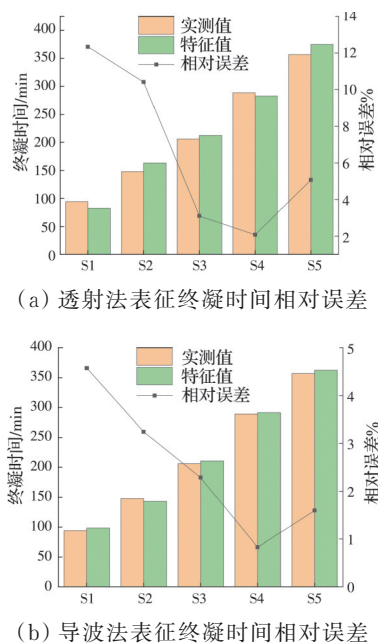 400
350
300
250
200
150
100
50
0
终凝时间/min
实测值
特征值
相对误差
14
12
10
8
6
4
2
相对误差%
S1 S2 S3 S4 S5
(a) 透射法表征终凝时间相对误差
400
350
300
250
200
150
100
50
0
终凝时间/min
实测值
特征值
相对误差
5
4
3
2
1
0
相对误差%
S1 S2 S3 S4 S5
(b) 导波法表征终凝时间相对误差